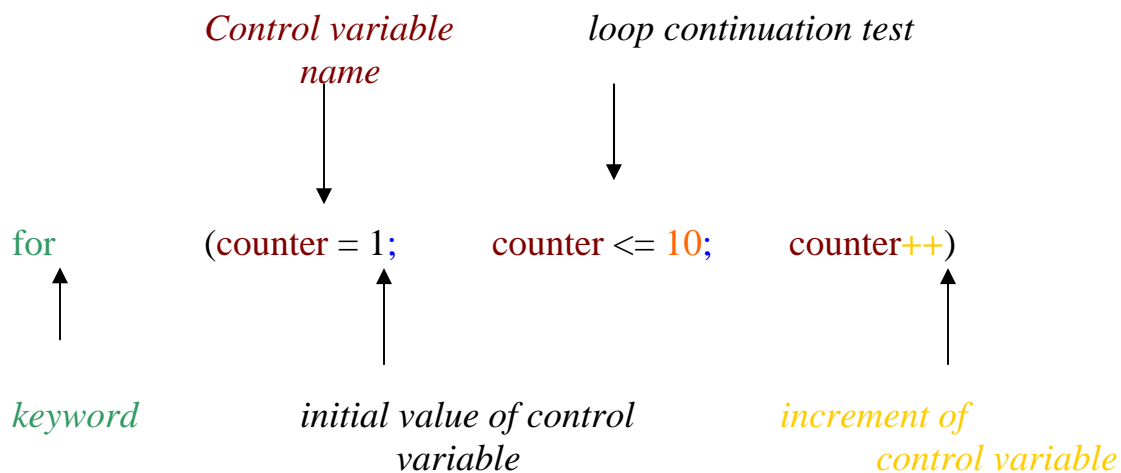 Control variable loop continuation test
name
for (counter = 1; counter <= 10; counter++)
keyword initial value of control increment of
variable control variable